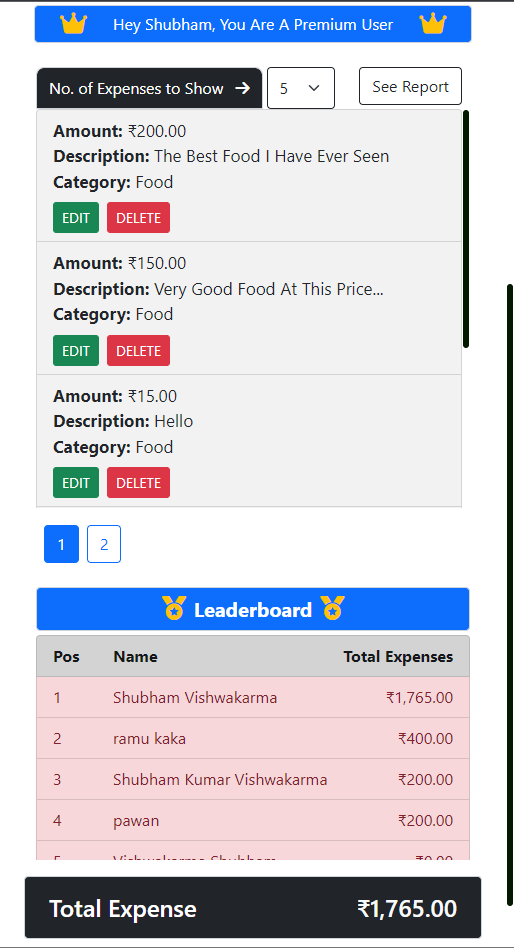 Hey Shubham, You Are A Premium User
No. of Expenses to Show → 5 See Report
Amount: ₹200.00
Description: The Best Food I Have Ever Seen
Category: Food
EDIT DELETE
Amount: ₹150.00
Description: Very Good Food At This Price...
Category: Food
EDIT DELETE
Amount: ₹15.00
Description: Hello
Category: Food
EDIT DELETE
1 2
Leaderboard
Pos Name Total Expenses
1 Shubham Vishwakarma ₹1,765.00
2 ramu kaka ₹400.00
3 Shubham Kumar Vishwakarma ₹200.00
4 pawan ₹200.00
5 Vishwakarma Shubham ₹0.00
Total Expense ₹1,765.00